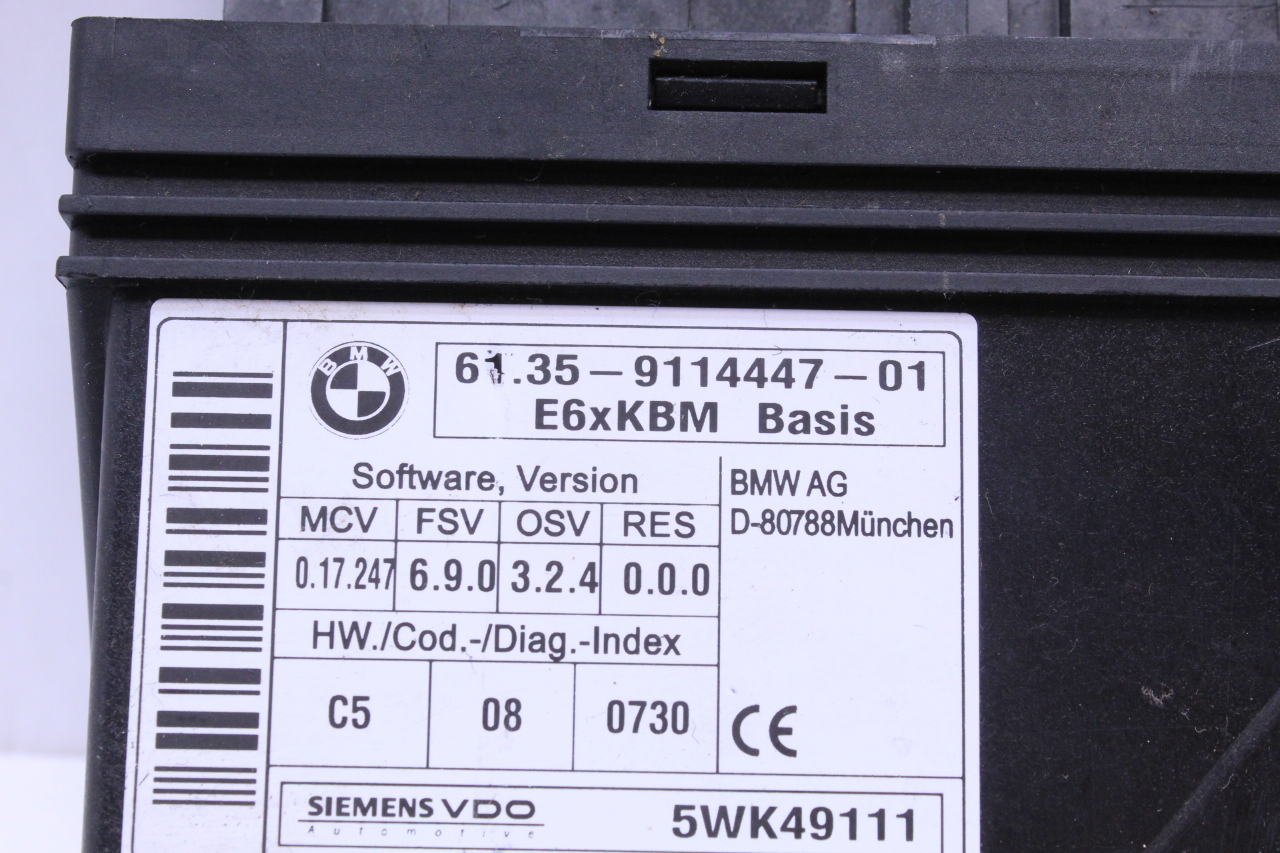 BMW
61.35-9114447-01
E6xKBM Basis
Software, Version
BMW AG
D-80788München
MCV FSV OSV RES
0.17.247 6.9.0 3.2.4 0.0.0
HW./Cod.-/Diag.-Index
C5 08 0730
CE
SIEMENS VDO
Automotive
5WK49111